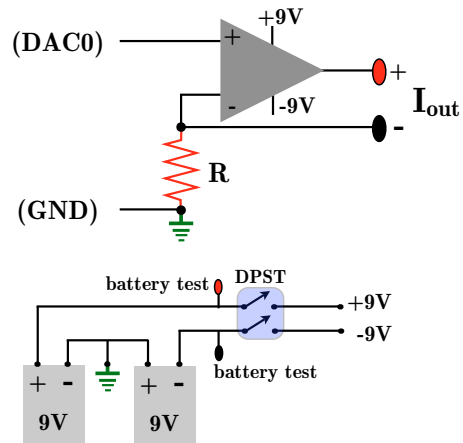 +9V
(DAC0)
+
+
-
-9V
I_out
-
R
(GND)
battery test
DPST
+9V
-9V
battery test
+ -
+ -
9V
9V